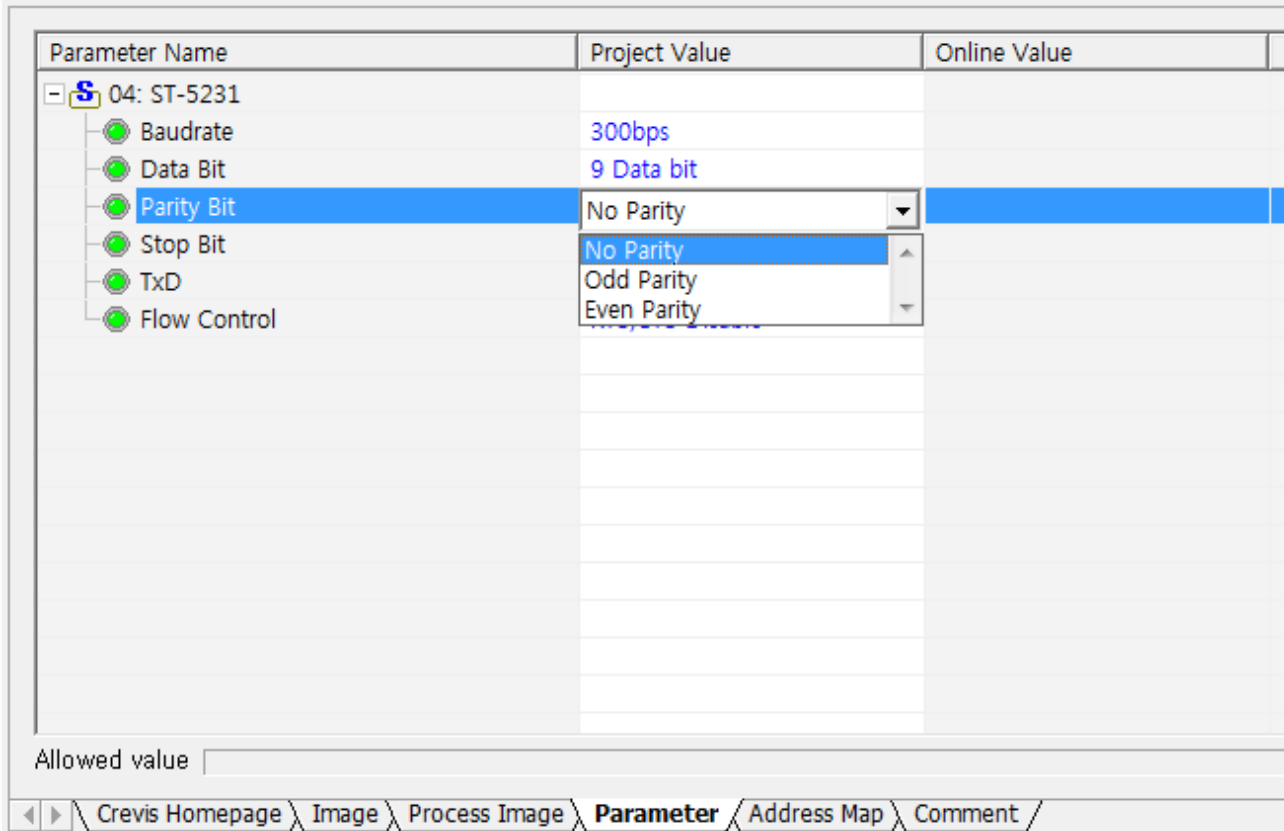 Parameter Name Project Value Online Value
S 04: ST-5231
Baudrate 300bps
Data Bit 9 Data bit
Parity Bit No Parity
Stop Bit No Parity
TxD Odd Parity
Even Parity
Flow Control
Allowed value
Crevis Homepage Image Process Image Parameter Address Map Comment